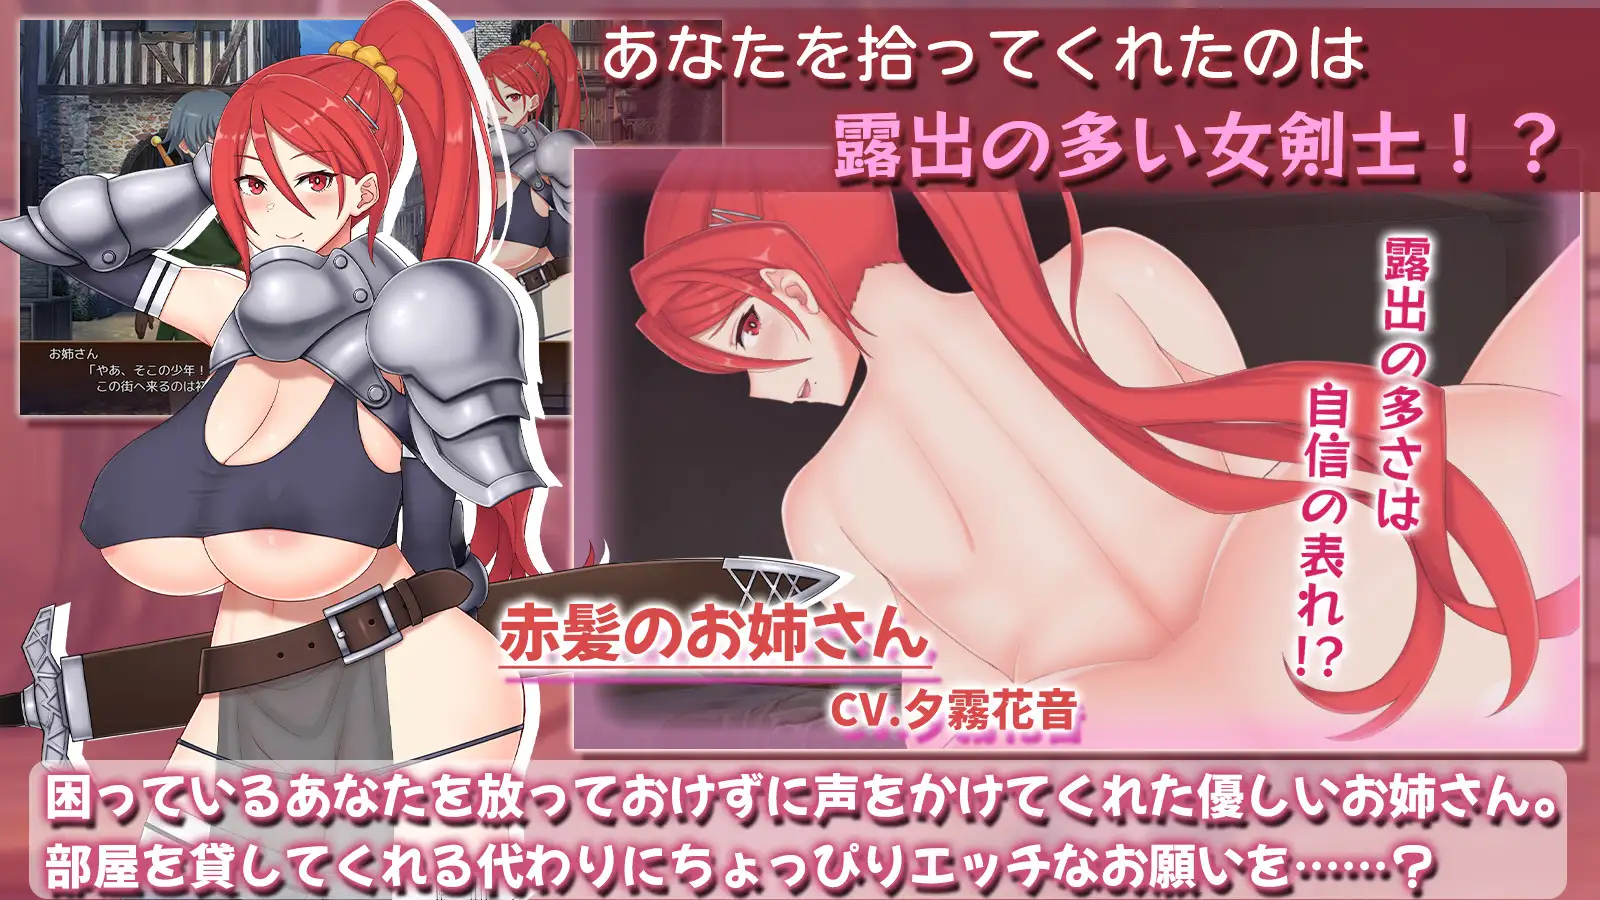 あなたを拾ってくれたのは
露出の多い女剣士！？
露出の多さは
自信の表れ!?
お姉さん
「やあ、そこの少年！
この街へ来るのは初
赤髪のお姉さん
CV.夕霧花音
困っているあなたを放っておけずに声をかけてくれた優しいお姉さん。
部屋を貸してくれる代わりにちょっぴりエッチなお願いを……？